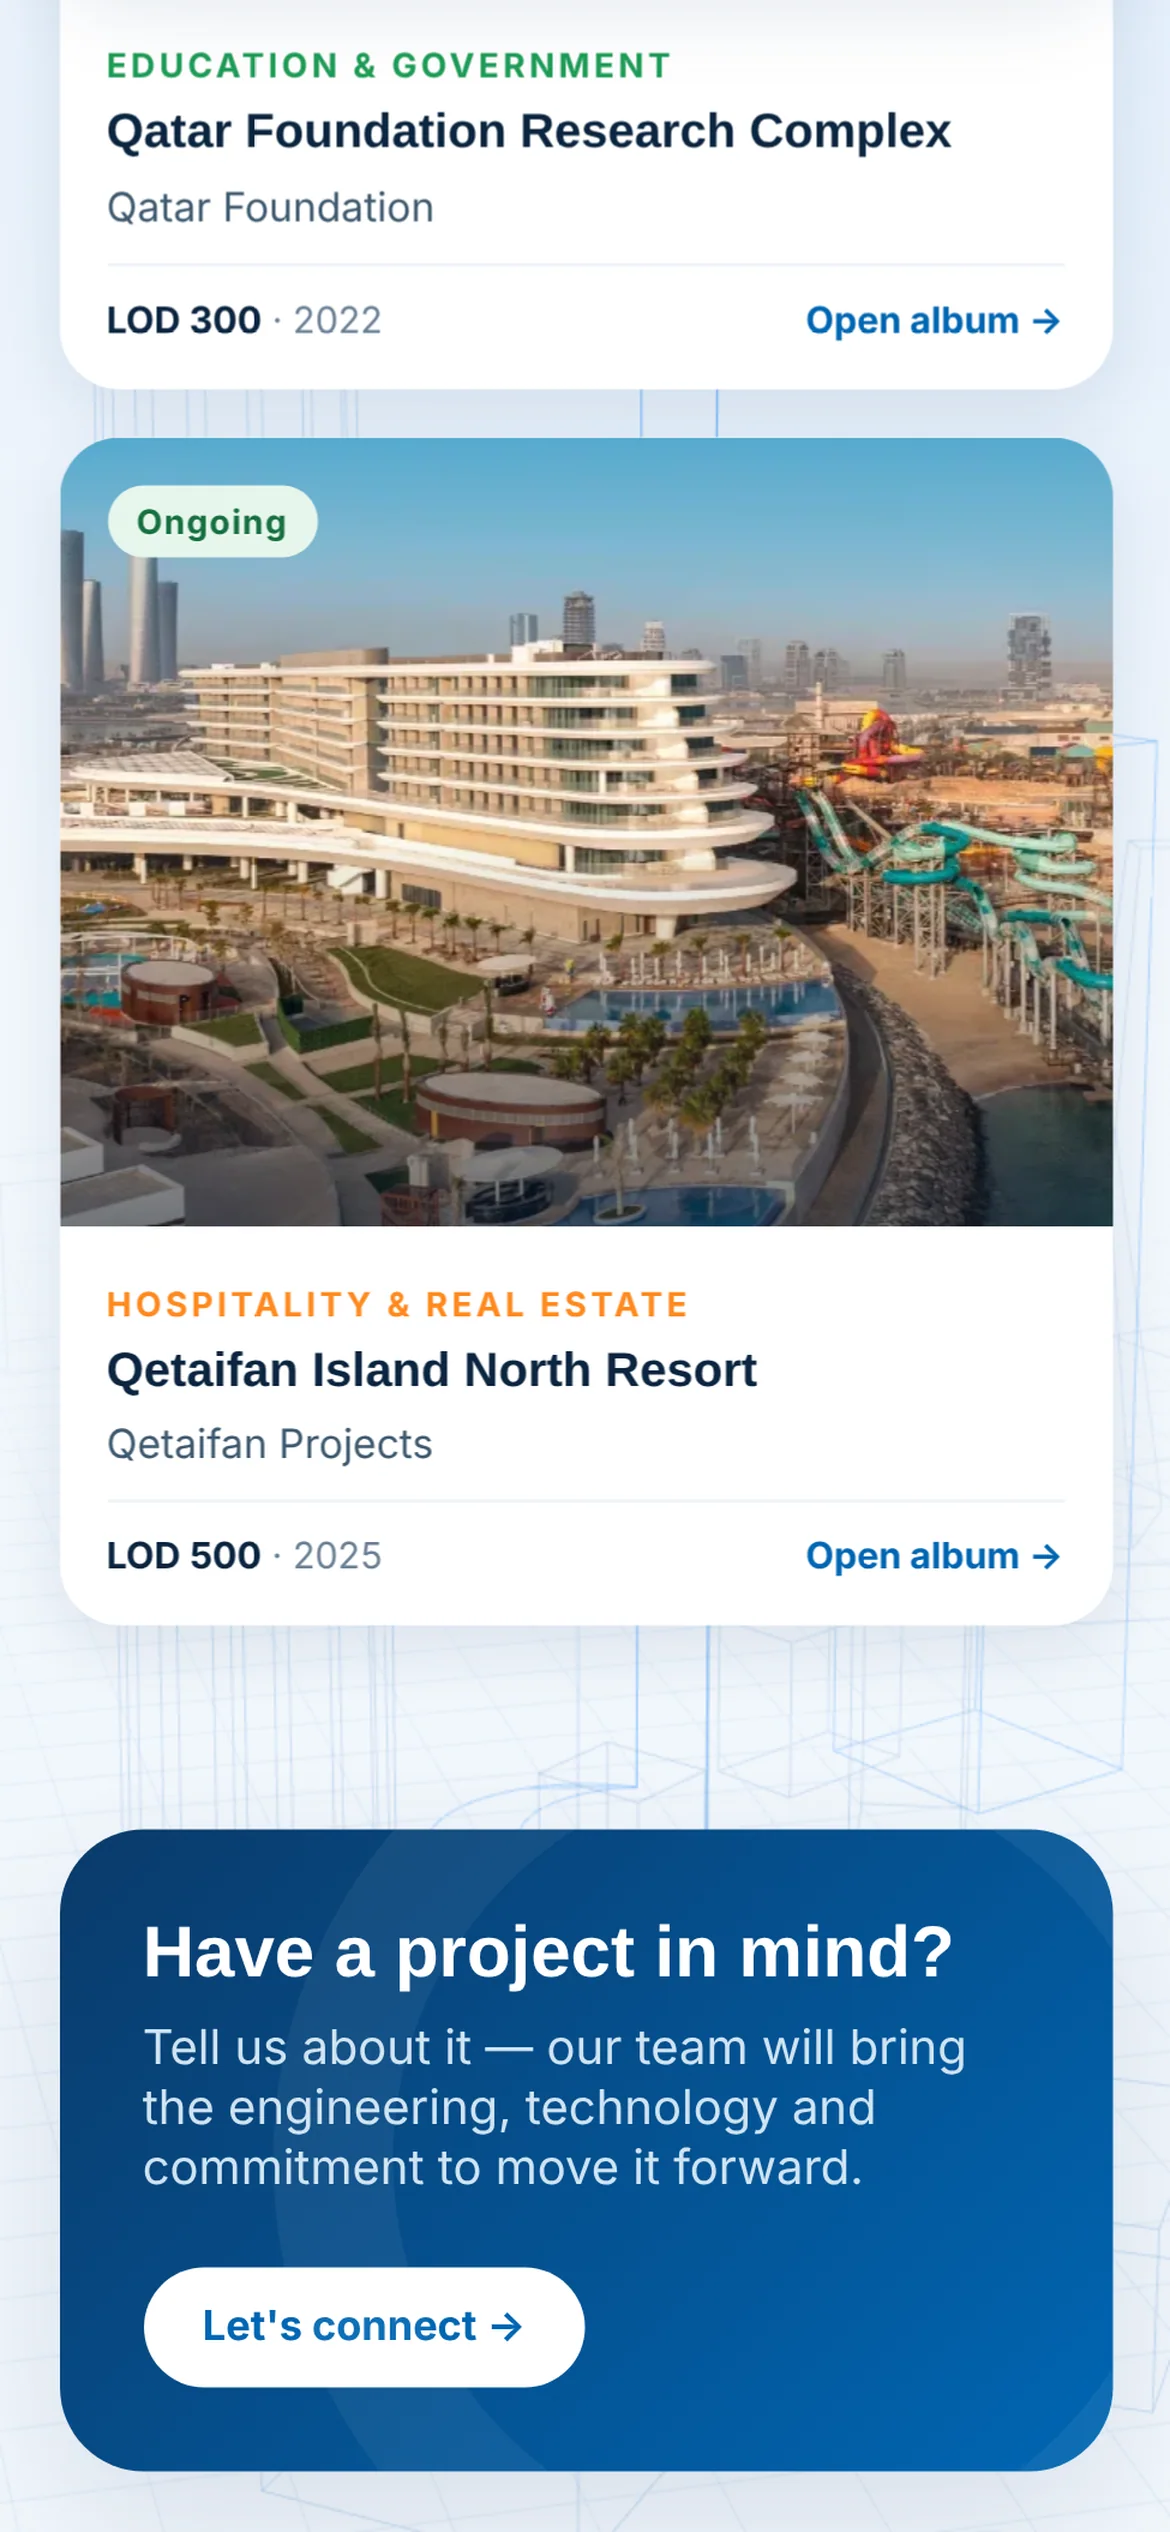 EDUCATION & GOVERNMENT
Qatar Foundation Research Complex
Qatar Foundation
LOD 300 · 2022
Open album →
Ongoing
HOSPITALITY & REAL ESTATE
Qetaifan Island North Resort
Qetaifan Projects
LOD 500 · 2025
Open album →
Have a project in mind?
Tell us about it — our team will bring
the engineering, technology and
commitment to move it forward.
Let's connect →